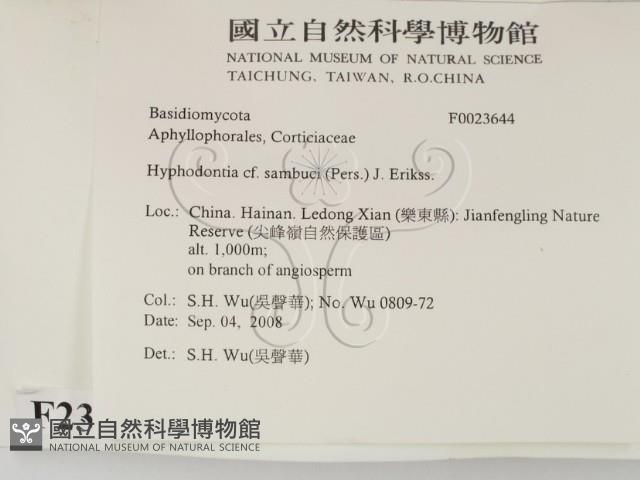 國立自然科學博物館
NATIONAL MUSEUM OF NATURAL SCIENCE
TAICHUNG, TAIWAN, R.O.CHINA
Basidiomycota F0023644
Aphyllophorales, Corticiaceae
Hyphodontia cf. sambuci (Pers.) J. Erikss.
Loc.: China. Hainan. Ledong Xian (樂東縣): Jianfengling Nature
Reserve (尖峰嶺自然保護區)
alt. 1,000m;
on branch of angiosperm
Col.: S.H. Wu(吳聲華); No. Wu 0809-72
Date: Sep. 04, 2008
Det.: S.H. Wu(吳聲華)
F23
國立自然科學博物館
NATIONAL MUSEUM OF NATURAL SCIENCE